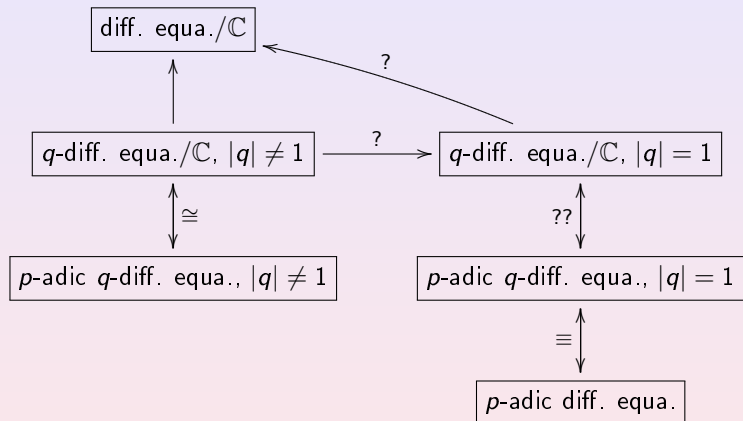 diff. equa./ℂ
?
q-diff. equa./ℂ, |q| ≠ 1
?
q-diff. equa./ℂ, |q| = 1
≅
??
p-adic q-diff. equa., |q| ≠ 1
p-adic q-diff. equa., |q| = 1
≡
p-adic diff. equa.